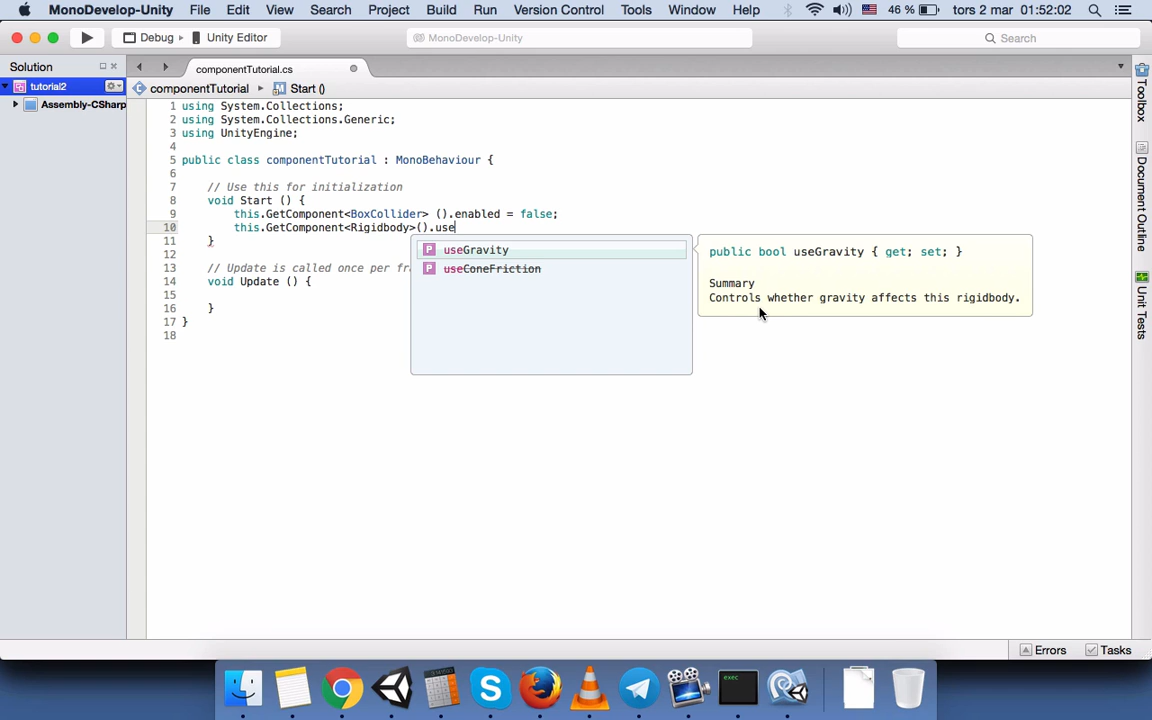 MonoDevelop-Unity File Edit View Search Project Build Run Version Control Tools Window Help 46 % tors 2 mar 01:52:02
Debug Unity Editor MonoDevelop-Unity Search
Solution componentTutorial.cs
tutorial2 componentTutorial Start ()
Assembly-CSharp
1 using System.Collections;
2 using System.Collections.Generic;
3 using UnityEngine;
4
5 public class componentTutorial : MonoBehaviour {
6
7 // Use this for initialization
8 void Start () {
9 this.GetComponent<BoxCollider> ().enabled = false;
10 this.GetComponent<Rigidbody>().use
11 }
12
13 // Update is called once per fr
14 void Update () {
15
16 }
17 }
18
useGravity
useConeFriction
public bool useGravity { get; set; }
Summary
Controls whether gravity affects this rigidbody.
Toolbox
Document Outline
Unit Tests
Errors Tasks
exec